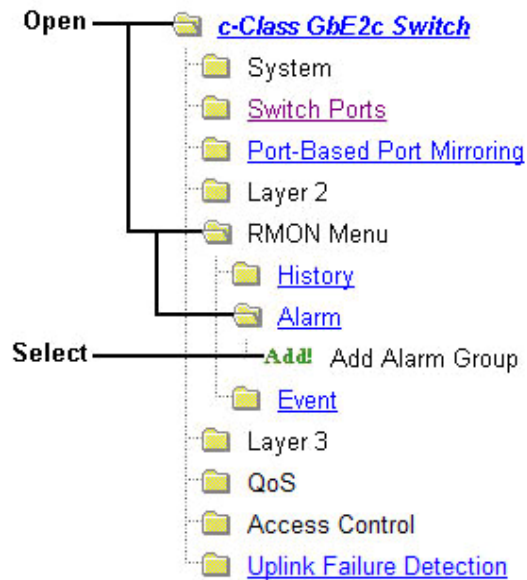 Open c-Class GbE2c Switch
System
Switch Ports
Port-Based Port Mirroring
Layer 2
RMON Menu
History
Alarm
Select Add! Add Alarm Group
Event
Layer 3
QoS
Access Control
Uplink Failure Detection